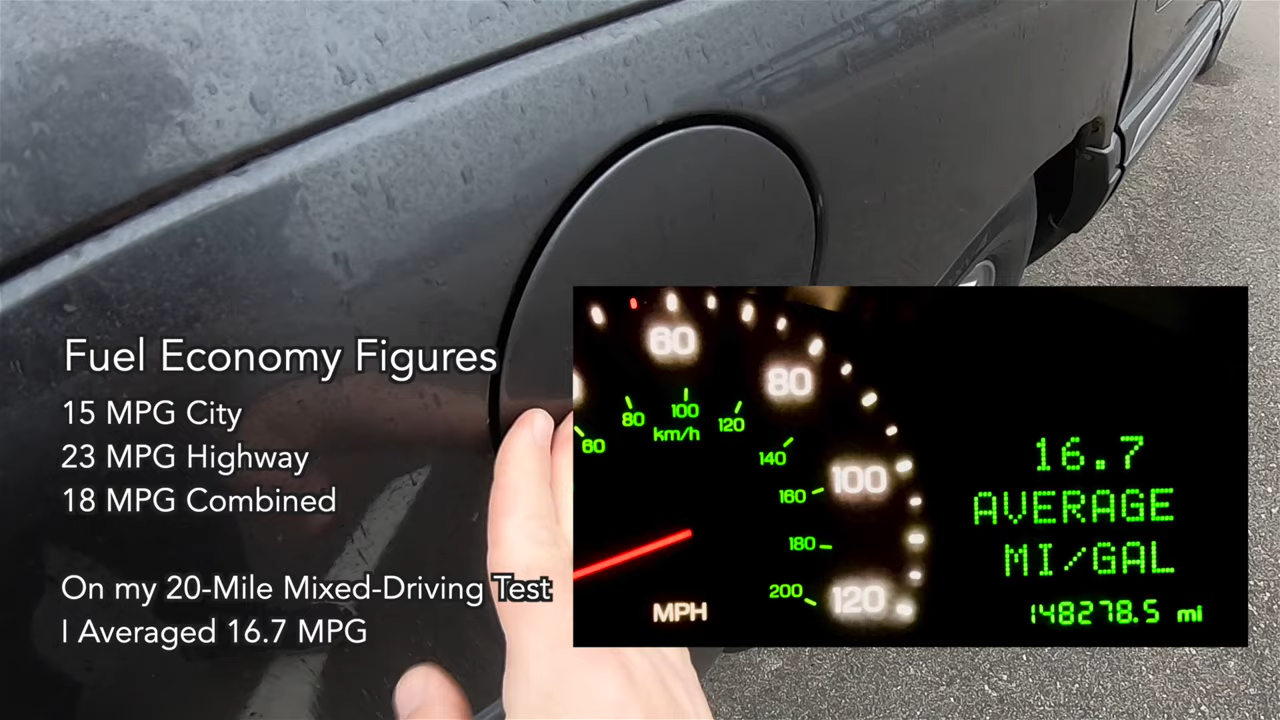 Fuel Economy Figures
15 MPG City
23 MPG Highway
18 MPG Combined
On my 20-Mile Mixed-Driving Test
I Averaged 16.7 MPG
60
80
100
120
60
80
100
120
km/h
140
160
180
200
MPH
16.7
AVERAGE
MI/GAL
148278.5 mi